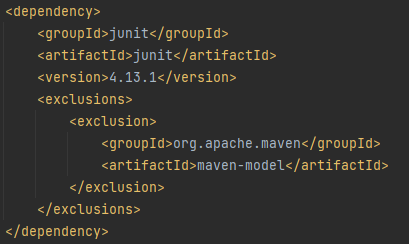 <dependency>
    <groupId>junit</groupId>
    <artifactId>junit</artifactId>
    <version>4.13.1</version>
    <exclusions>
        <exclusion>
            <groupId>org.apache.maven</groupId>
            <artifactId>maven-model</artifactId>
        </exclusion>
    </exclusions>
</dependency>